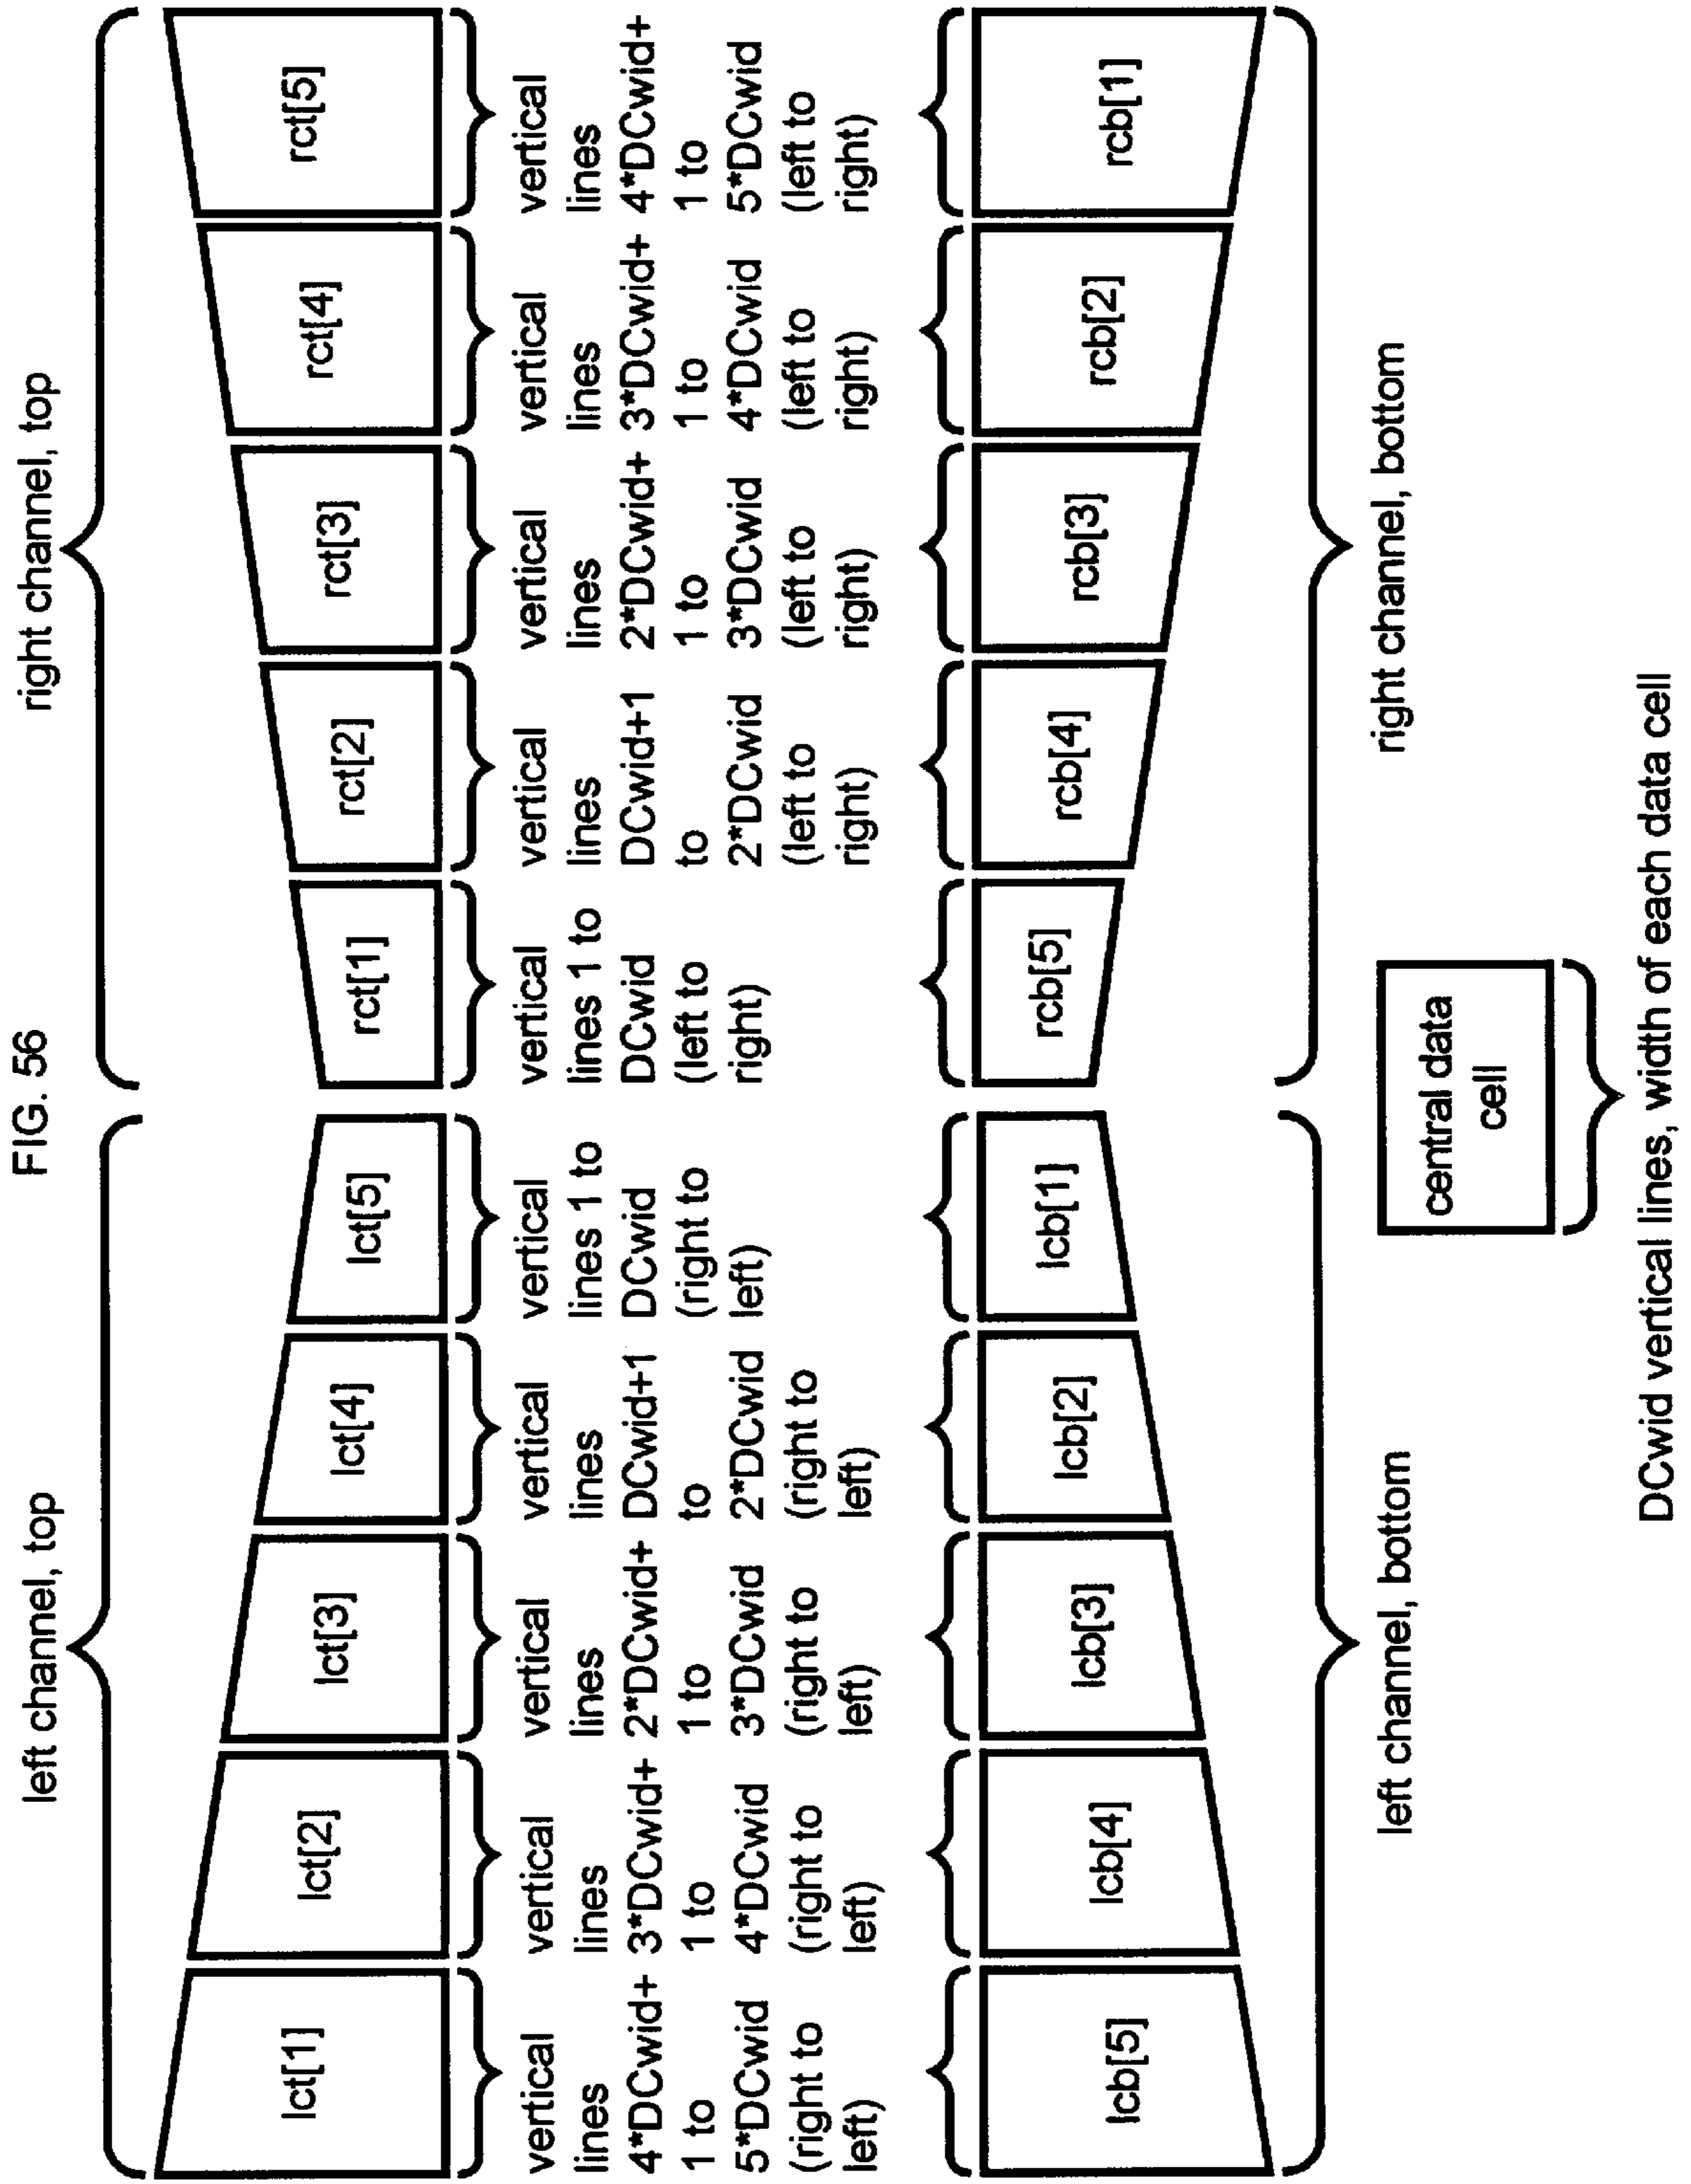 FIG. 56
left channel, top
right channel, top
lct[1]
lct[2]
lct[3]
lct[4]
lct[5]
rct[1]
rct[2]
rct[3]
rct[4]
rct[5]
vertical
lines
4*DCwid+
1 to
5*DCwid
(right to
left)
vertical
lines
3*DCwid+
1 to
4*DCwid
(right to
left)
vertical
lines
2*DCwid+
1 to
3*DCwid
(right to
left)
vertical
lines
DCwid+1
to
2*DCwid
(right to
left)
vertical
lines 1 to
DCwid
(right to
left)
vertical
lines 1 to
DCwid
(left to
right)
vertical
lines
DCwid+1
to
2*DCwid
(left to
right)
vertical
lines
2*DCwid+
1 to
3*DCwid
(left to
right)
vertical
lines
3*DCwid+
1 to
4*DCwid
(left to
right)
vertical
lines
4*DCwid+
1 to
5*DCwid
(left to
right)
lcb[5]
lcb[4]
lcb[3]
lcb[2]
lcb[1]
rcb[5]
rcb[4]
rcb[3]
rcb[2]
rcb[1]
left channel, bottom
right channel, bottom
central data
cell
DCwid vertical lines, width of each data cell